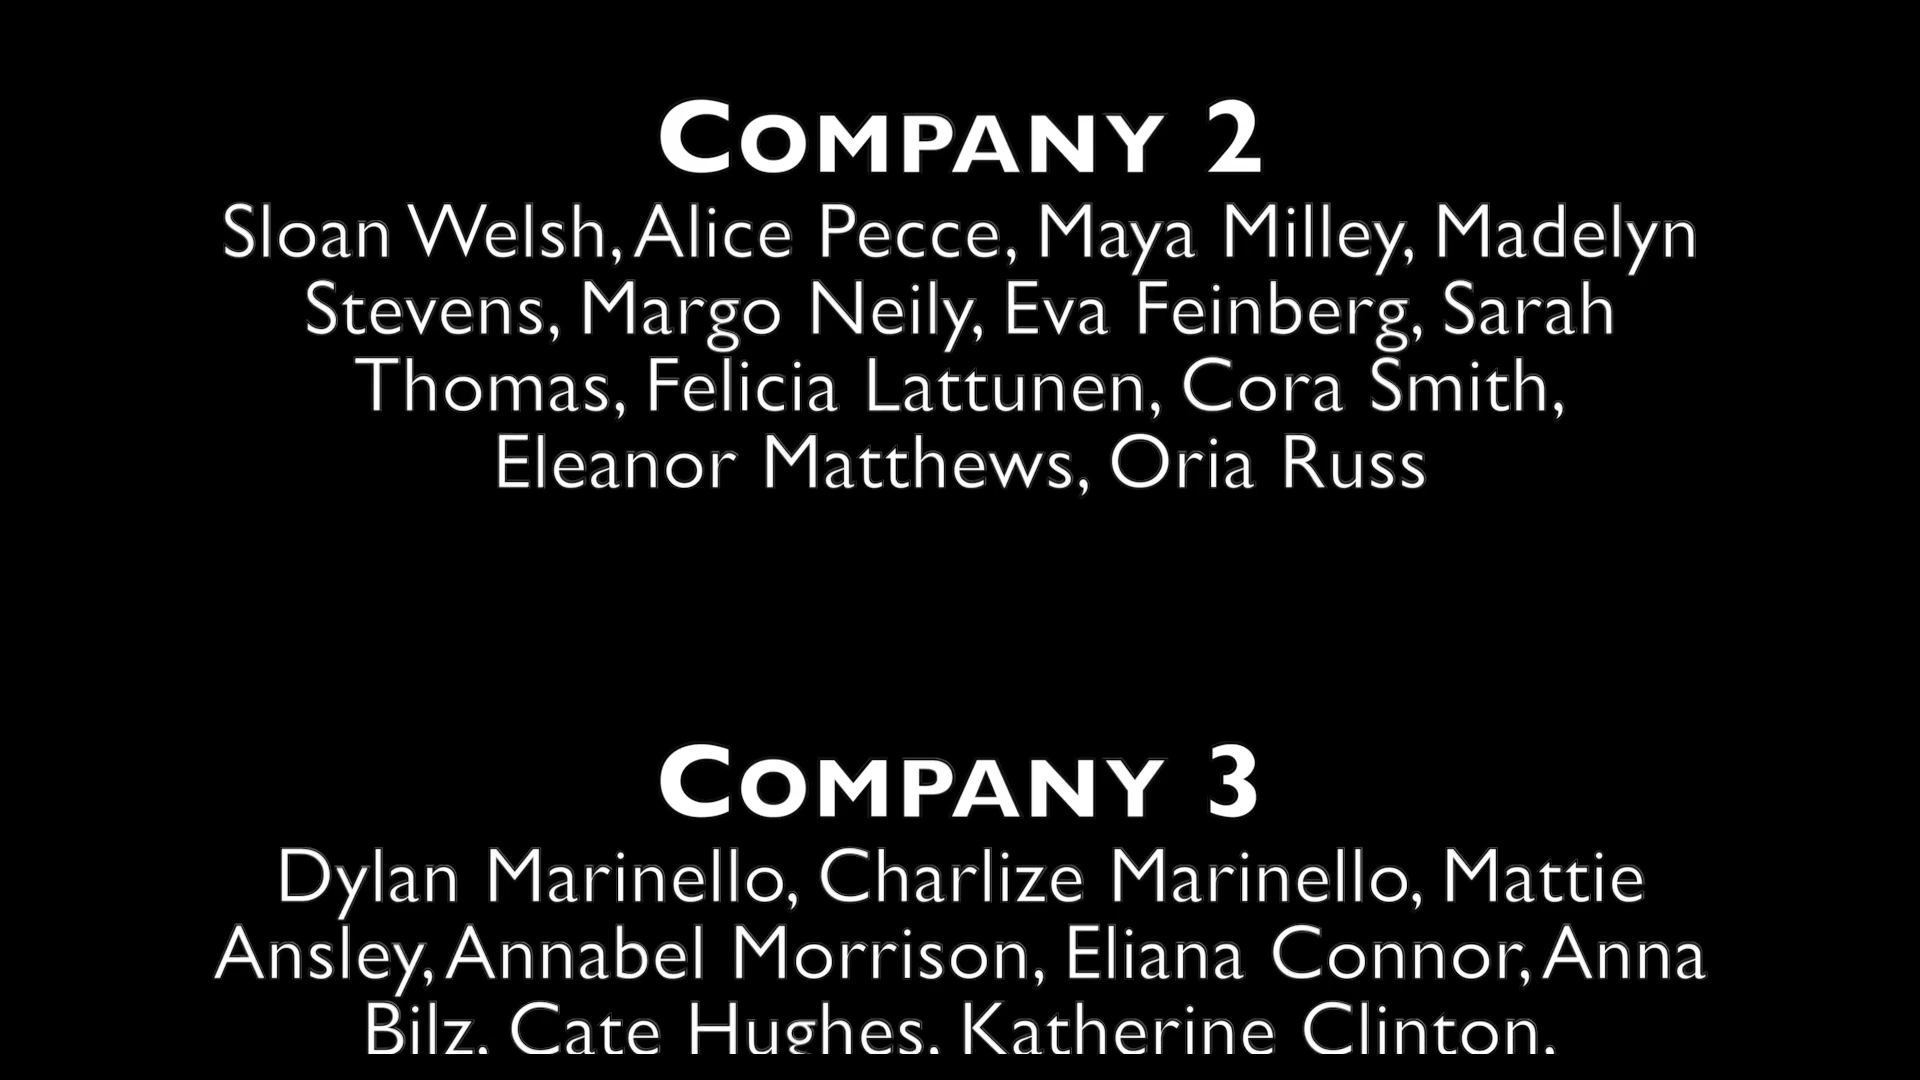 COMPANY 2
Sloan Welsh, Alice Pecce, Maya Milley, Madelyn
Stevens, Margo Neily, Eva Feinberg, Sarah
Thomas, Felicia Lattunen, Cora Smith,
Eleanor Matthews, Oria Russ
COMPANY 3
Dylan Marinello, Charlize Marinello, Mattie
Ansley, Annabel Morrison, Eliana Connor, Anna
Bilz, Cate Hughes, Katherine Clinton,